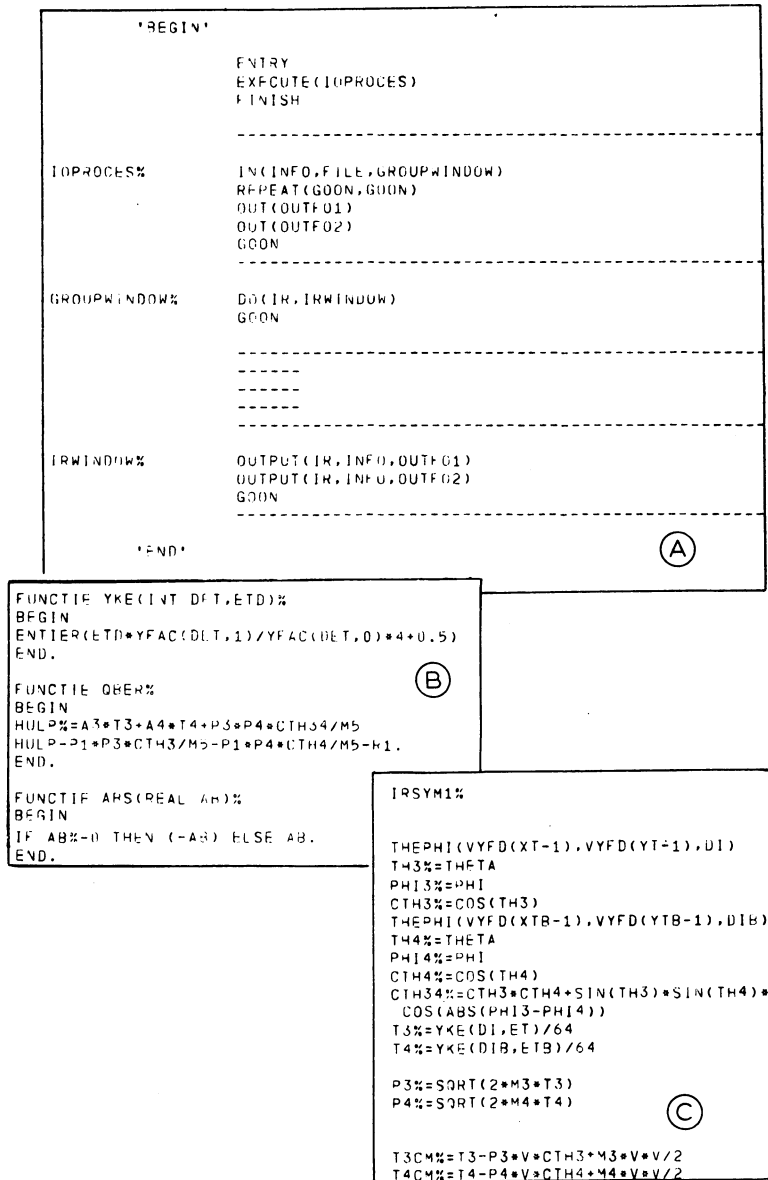 'BEGIN'
ENTRY
EXECUTE(IOPROCES)
FINISH
--------------------------------------------------
IOPROCES% IN(INFO,FILE,GROUPWINDOW)
REPEAT(GOON,GOON)
OUT(OUTFO1)
OUT(OUTFO2)
GOON
--------------------------------------------------
GROUPWINDOW% DO(IR,IRWINDOW)
GOON
--------------------------------------------------
------
------
------
--------------------------------------------------
IRWINDOW% OUTPUT(IR,INFO,OUTFO1)
OUTPUT(IR,INFO,OUTFO2)
GOON
--------------------------------------------------
'END'
A
FUNCTIE YKE(INT DET,ETD)%
BEGIN
ENTIER(ETD*YFAC(DET,1)/YFAC(DET,0)*4+0.5)
END.
B
FUNCTIE QBER%
BEGIN
HULP%=A3*T3+A4*T4+P3*P4*CTH34/M5
HULP-P1*P3*CTH3/M5-P1*P4*CTH4/M5-R1.
END.
FUNCTIE ABS(REAL AB)%
BEGIN
IF AB%-0 THEN (-AB) ELSE AB.
END.
IRSYM1%
THEPHI(VYFD(XT-1),VYFD(YT-1),DI)
TH3%=THETA
PHI3%=PHI
CTH3%=COS(TH3)
THEPHI(VYFD(XTB-1),VYFD(YTB-1),DIB)
TH4%=THETA
PHI4%=PHI
CTH4%=COS(TH4)
CTH34%=CTH3*CTH4+SIN(TH3)*SIN(TH4)*
COS(ABS(PHI3-PHI4))
T3%=YKE(DI,ET)/64
T4%=YKE(DIB,ETB)/64
P3%=SQRT(2*M3*T3)
P4%=SQRT(2*M4*T4)
C
T3CM%=T3-P3*V*CTH3+M3*V*V/2
T4CM%=T4-P4*V*CTH4+M4*V*V/2